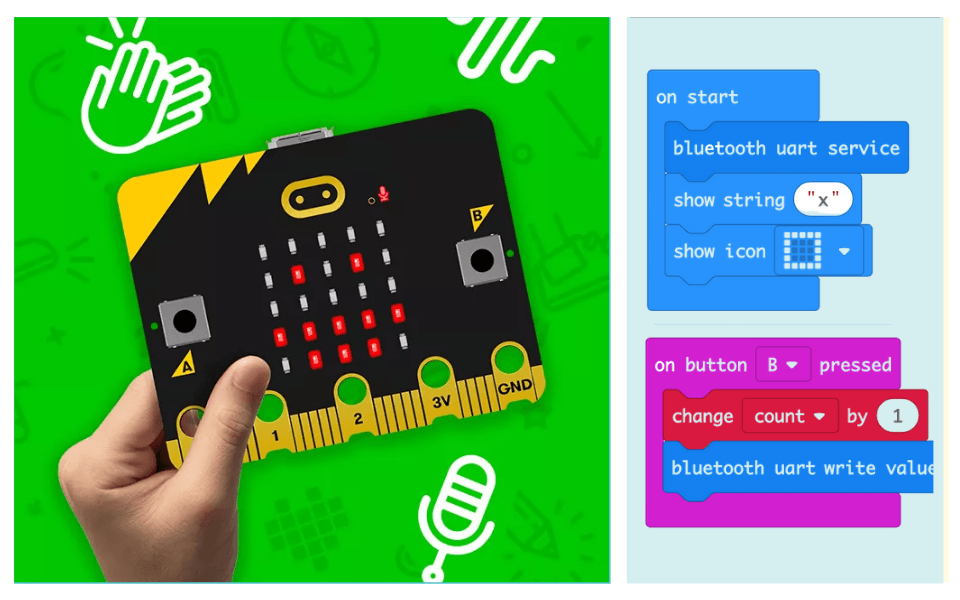 B
A
1
2
3V
GND
on start
bluetooth uart service
show string "x"
show icon
on button B pressed
change count by 1
bluetooth uart write value